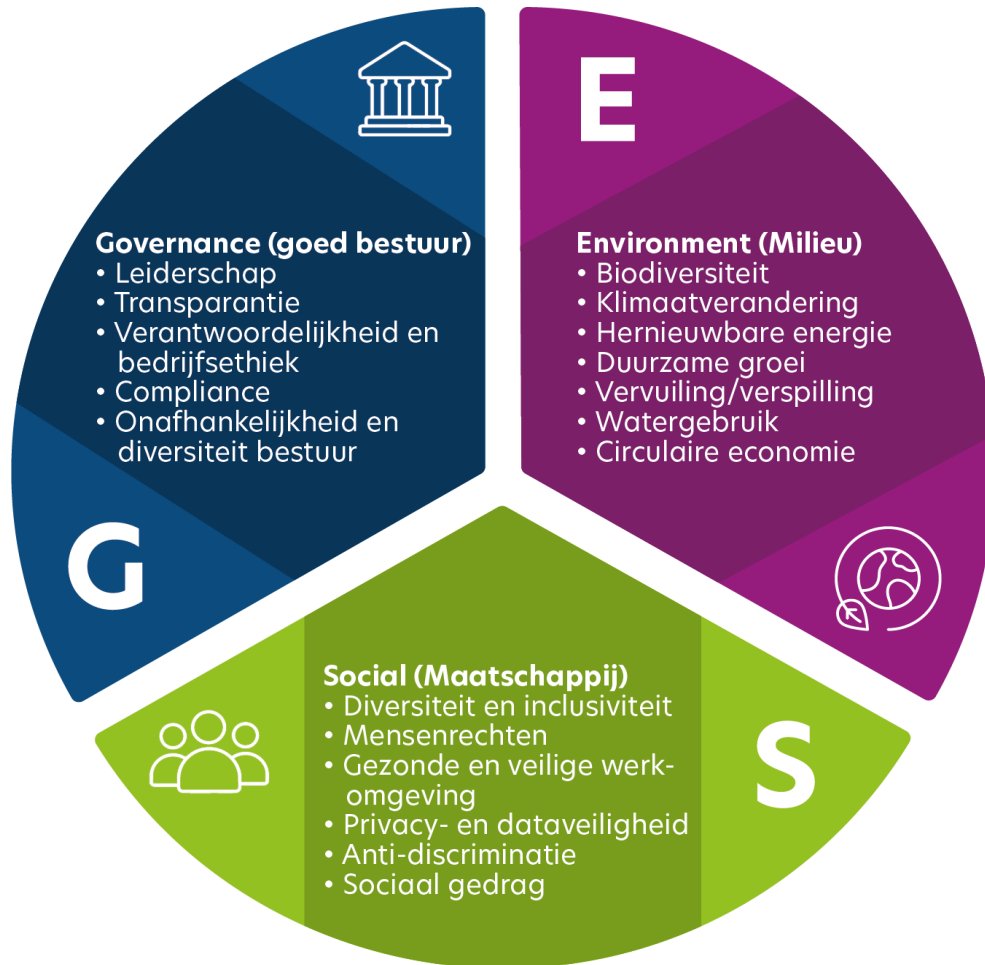 E
Environment (Milieu)
• Biodiversiteit
• Klimaatverandering
• Hernieuwbare energie
• Duurzame groei
• Vervuiling/verspilling
• Watergebruik
• Circulaire economie
S
Social (Maatschappij)
• Diversiteit en inclusiviteit
• Mensenrechten
• Gezonde en veilige werk-
omgeving
• Privacy- en dataveiligheid
• Anti-discriminatie
• Sociaal gedrag
G
Governance (goed bestuur)
• Leiderschap
• Transparantie
• Verantwoordelijkheid en
bedrijfsethiek
• Compliance
• Onafhankelijkheid en
diversiteit bestuur